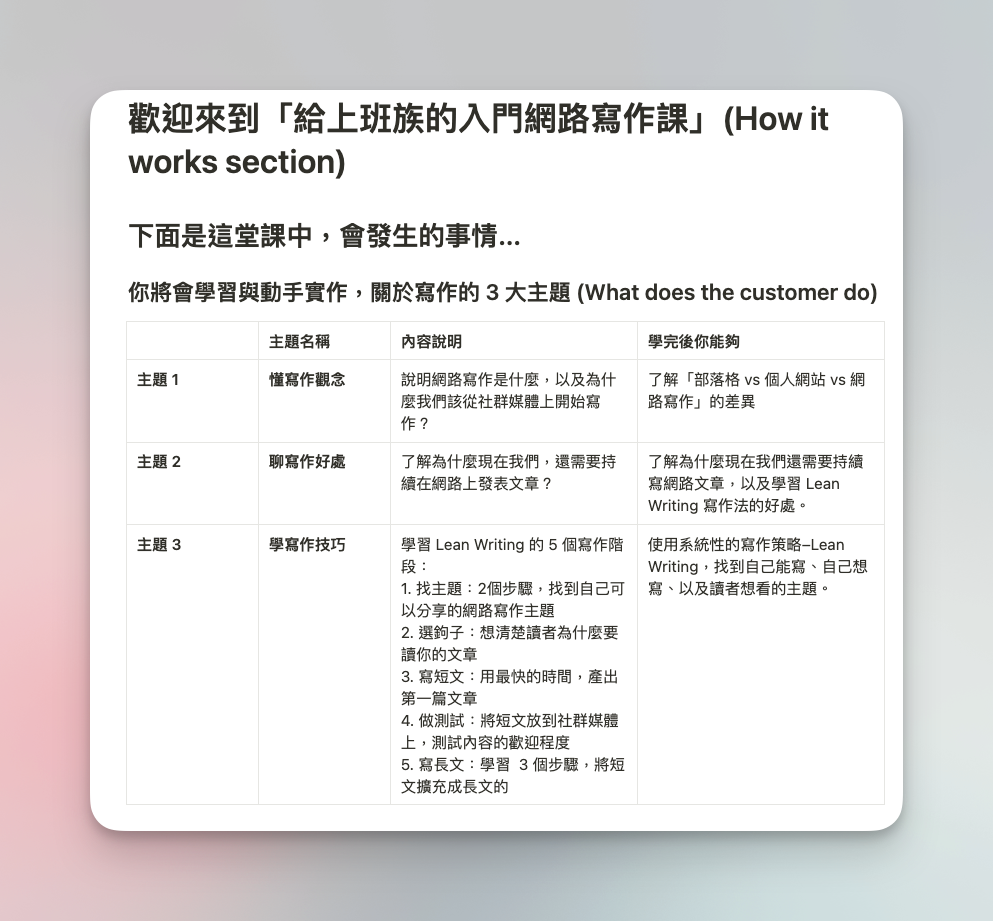 歡迎來到「給上班族的入門網路寫作課」(How it
works section)
下面是這堂課中，會發生的事情...
你將會學習與動手實作，關於寫作的 3 大主題 (What does the customer do)
主題名稱
內容說明
學完後你能夠
主題 1
懂寫作觀念
說明網路寫作是什麼，以及為什
麼我們該從社群媒體上開始寫
作？
了解「部落格 vs 個人網站 vs 網
路寫作」的差異
主題 2
聊寫作好處
了解為什麼現在我們，還需要持
續在網路上發表文章？
了解為什麼現在我們還需要持續
寫網路文章，以及學習 Lean
Writing 寫作法的好處。
主題 3
學寫作技巧
學習 Lean Writing 的 5 個寫作階
段：
1. 找主題：2個步驟，找到自己可
以分享的網路寫作主題
2. 選鉤子：想清楚讀者為什麼要
讀你的文章
3. 寫短文：用最快的時間，產出
第一篇文章
4. 做測試：將短文放到社群媒體
上，測試內容的歡迎程度
5. 寫長文：學習  3 個步驟，將短
文擴充成長文的
使用系統性的寫作策略–Lean
Writing，找到自己能寫、自己想
寫、以及讀者想看的主題。